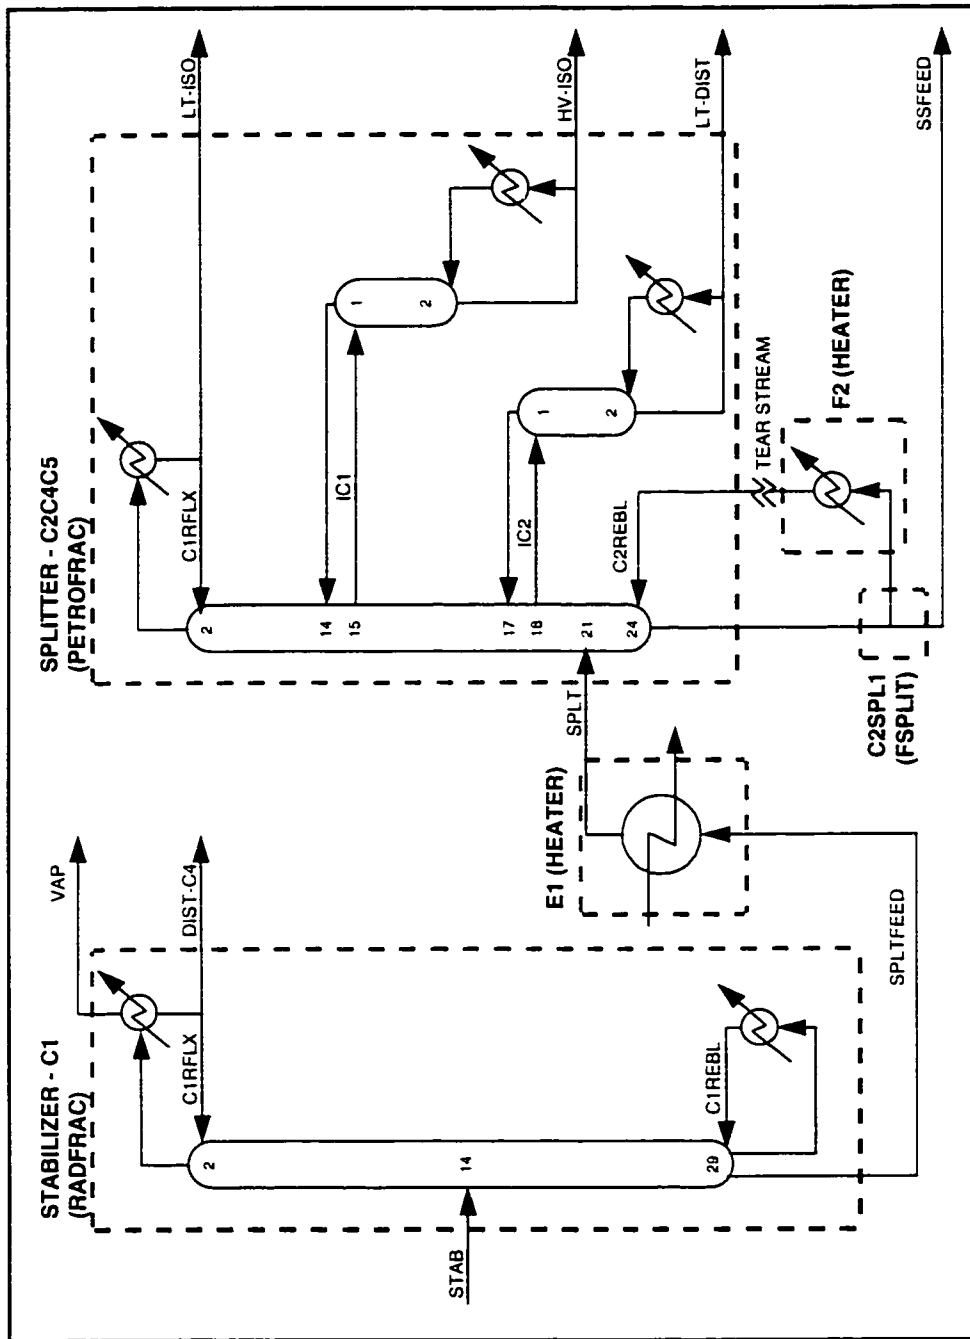 STABILIZER - C1
(RADFRAC)
VAP
DIST-C4
C1RFLX
2
14
29
STAB
C1REBL
SPLTFEED
E1 (HEATER)
SPLT
SPLITTER - C2C4C5
(PETROFRAC)
C1RFLX
LT-ISO
2
14
15
17
18
21
24
IC1
1
2
HV-ISO
IC2
1
2
LT-DIST
C2REBL
TEAR STREAM
F2 (HEATER)
C2SPL1
(FSPLIT)
SSFEED